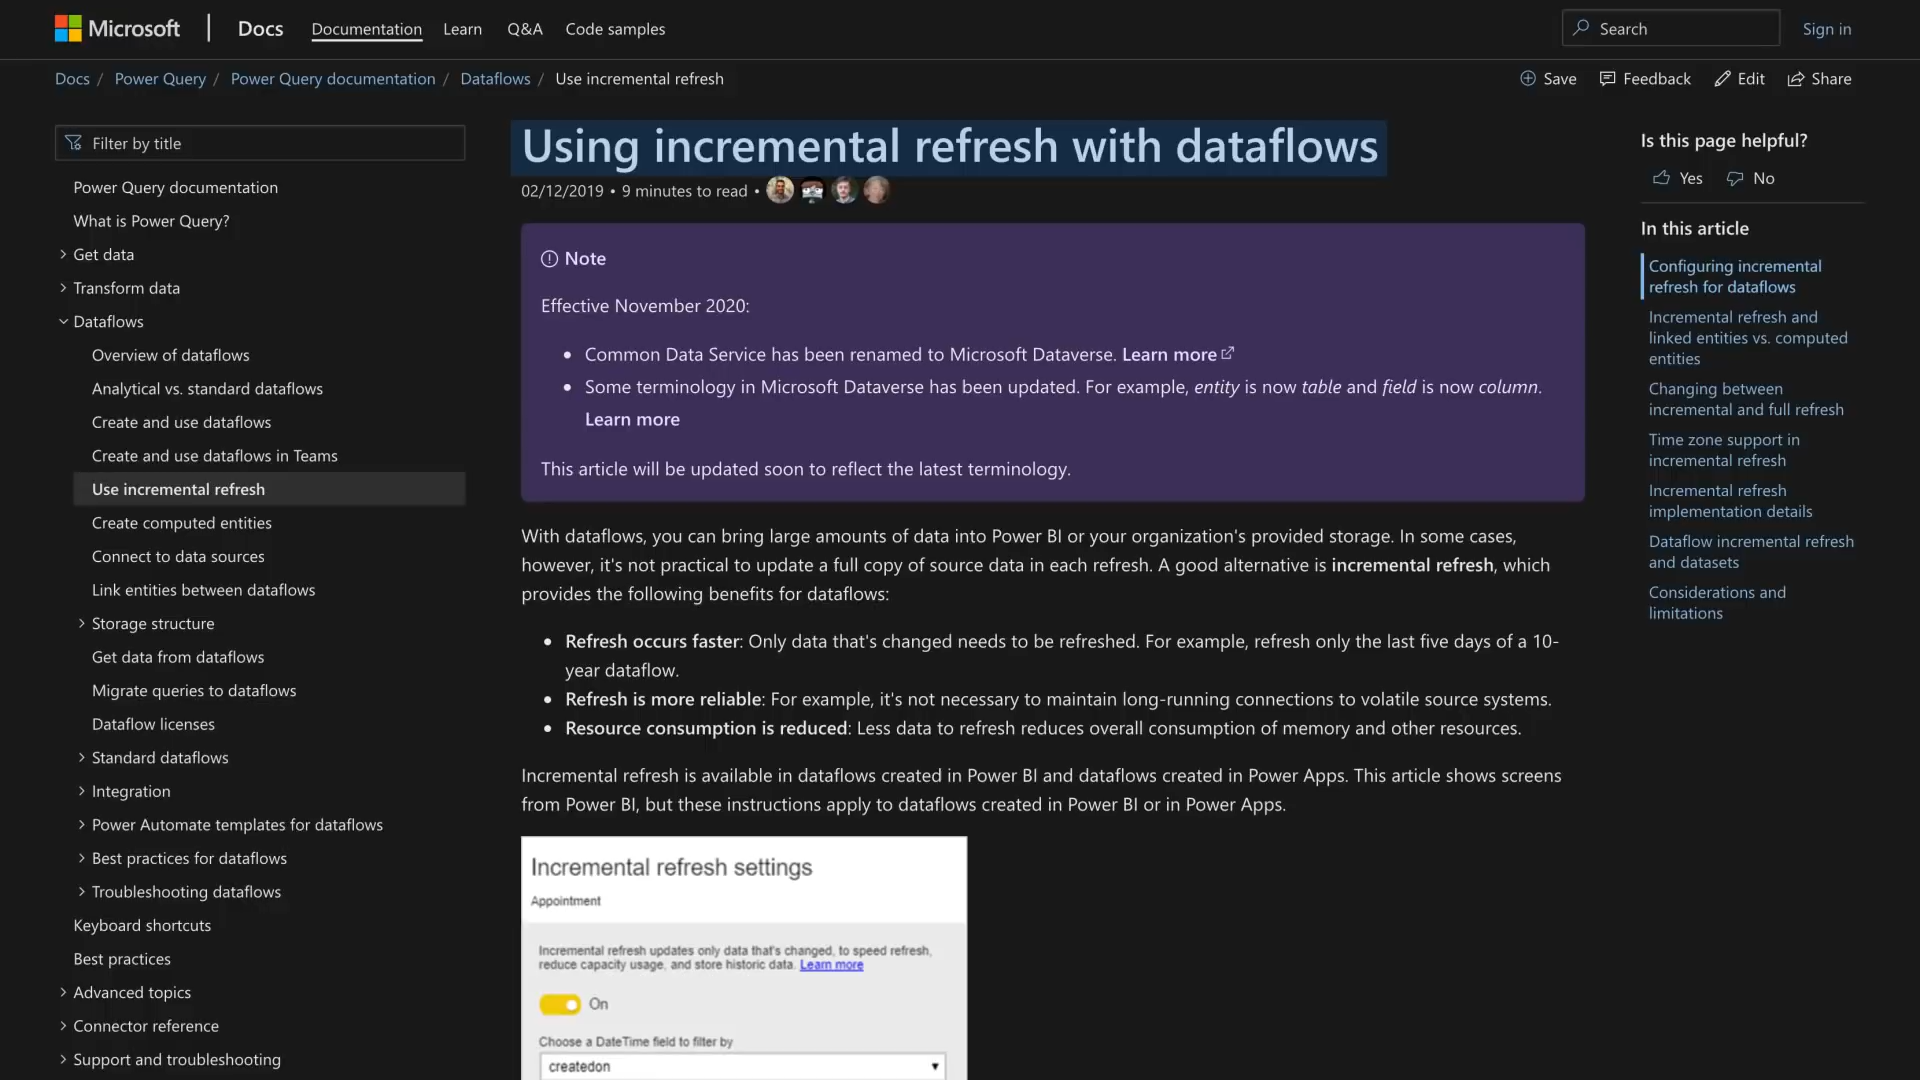 Microsoft Docs Documentation Learn Q&A Code samples Search Sign in
Docs / Power Query / Power Query documentation / Dataflows / Use incremental refresh
Save Feedback Edit Share
Filter by title
Power Query documentation
What is Power Query?
Get data
Transform data
Dataflows
Overview of dataflows
Analytical vs. standard dataflows
Create and use dataflows
Create and use dataflows in Teams
Use incremental refresh
Create computed entities
Connect to data sources
Link entities between dataflows
Storage structure
Get data from dataflows
Migrate queries to dataflows
Dataflow licenses
Standard dataflows
Integration
Power Automate templates for dataflows
Best practices for dataflows
Troubleshooting dataflows
Keyboard shortcuts
Best practices
Advanced topics
Connector reference
Support and troubleshooting
Using incremental refresh with dataflows
02/12/2019 • 9 minutes to read •
Note
Effective November 2020:
• Common Data Service has been renamed to Microsoft Dataverse. Learn more
• Some terminology in Microsoft Dataverse has been updated. For example, entity is now table and field is now column.
Learn more
This article will be updated soon to reflect the latest terminology.
With dataflows, you can bring large amounts of data into Power BI or your organization's provided storage. In some cases,
however, it's not practical to update a full copy of source data in each refresh. A good alternative is incremental refresh, which
provides the following benefits for dataflows:
• Refresh occurs faster: Only data that's changed needs to be refreshed. For example, refresh only the last five days of a 10-
year dataflow.
• Refresh is more reliable: For example, it's not necessary to maintain long-running connections to volatile source systems.
• Resource consumption is reduced: Less data to refresh reduces overall consumption of memory and other resources.
Incremental refresh is available in dataflows created in Power BI and dataflows created in Power Apps. This article shows screens
from Power BI, but these instructions apply to dataflows created in Power BI or in Power Apps.
Incremental refresh settings
Appointment
Incremental refresh updates only data that's changed, to speed refresh,
reduce capacity usage, and store historic data. Learn more
On
Choose a DateTime field to filter by
createdon
Is this page helpful?
Yes No
In this article
Configuring incremental
refresh for dataflows
Incremental refresh and
linked entities vs. computed
entities
Changing between
incremental and full refresh
Time zone support in
incremental refresh
Incremental refresh
implementation details
Dataflow incremental refresh
and datasets
Considerations and
limitations